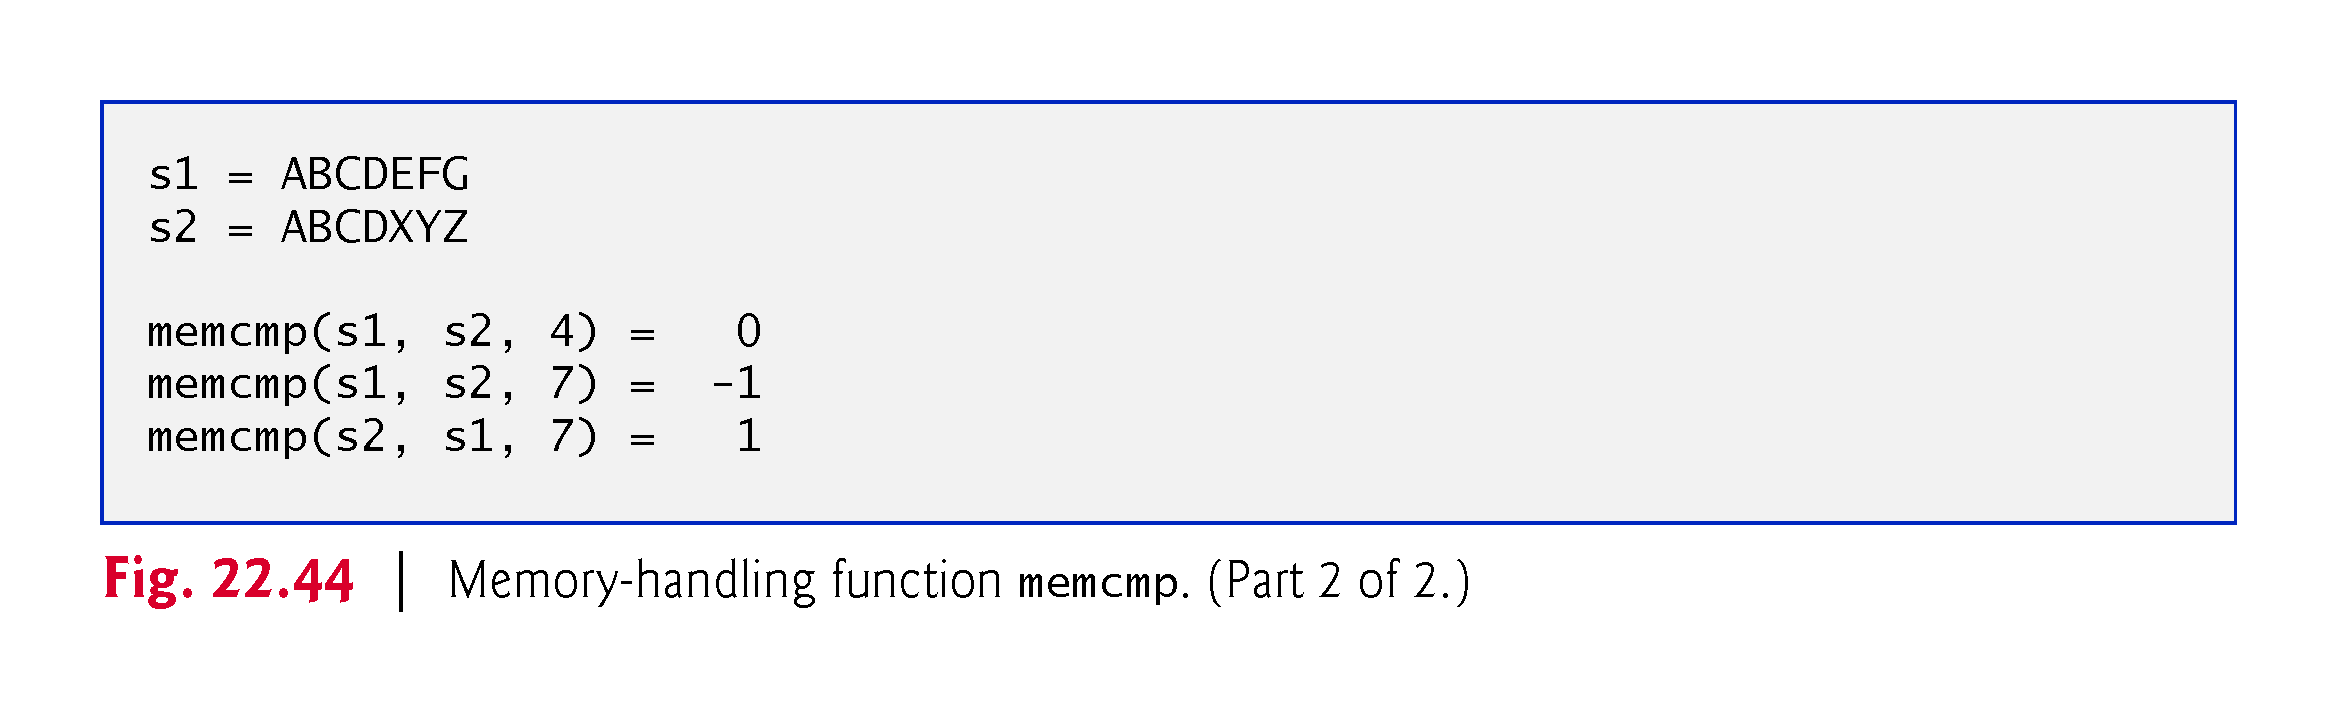 s1 = ABCDEFG
s2 = ABCDXYZ
memcmp(s1, s2, 4) =   0
memcmp(s1, s2, 7) =  -1
memcmp(s2, s1, 7) =   1
Fig. 22.44 | Memory-handling function memcmp. (Part 2 of 2.)